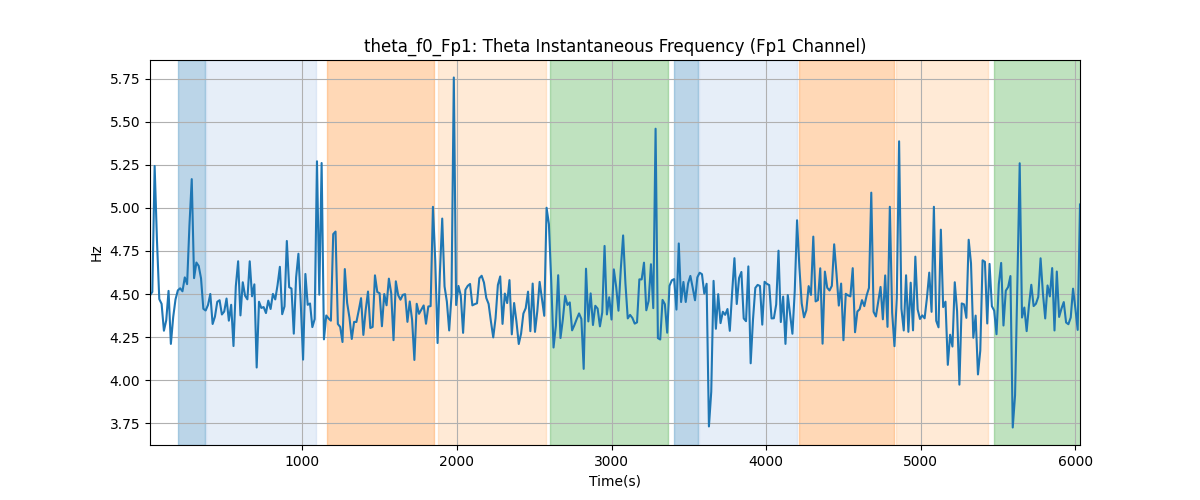 theta_f0_Fp1: Theta Instantaneous Frequency (Fp1 Channel)
5.75
5.50
5.25
5.00
4.75
4.50
4.25
4.00
3.75
Hz
1000 2000 3000 4000 5000 6000
Time(s)